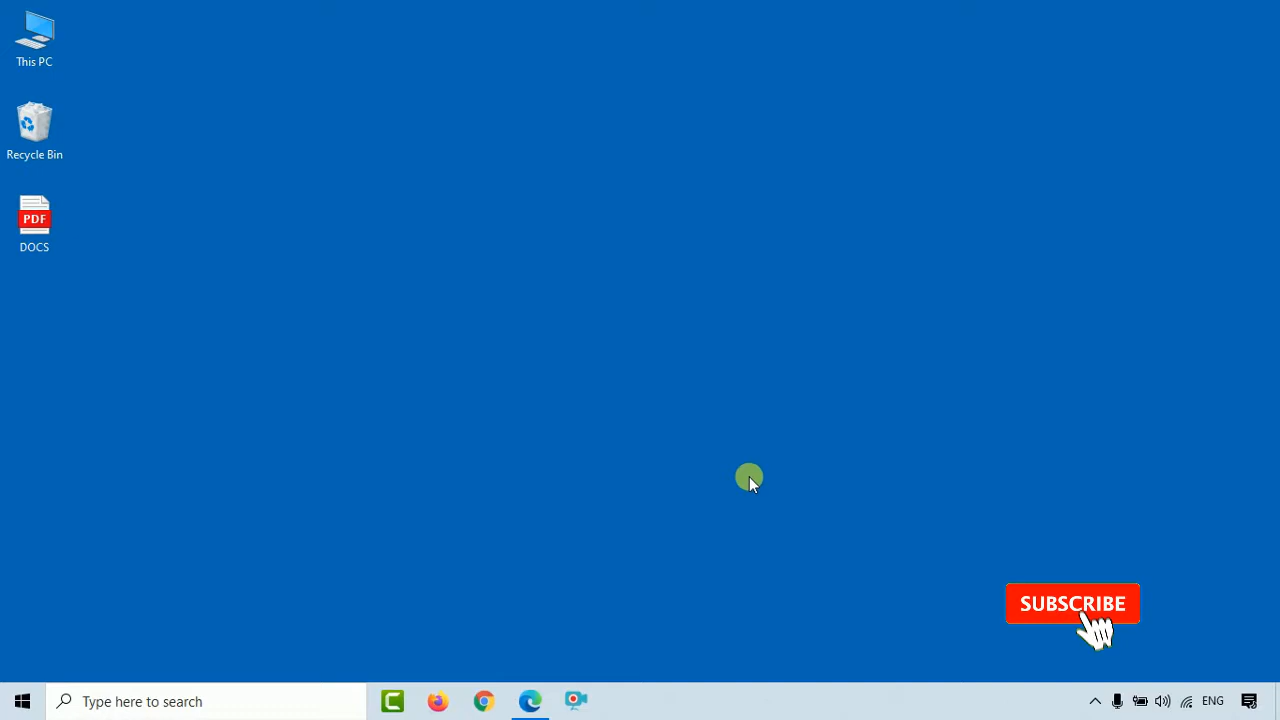 This PC
Recycle Bin
PDF
DOCS
SUBSCRIBE
Type here to search
ENG